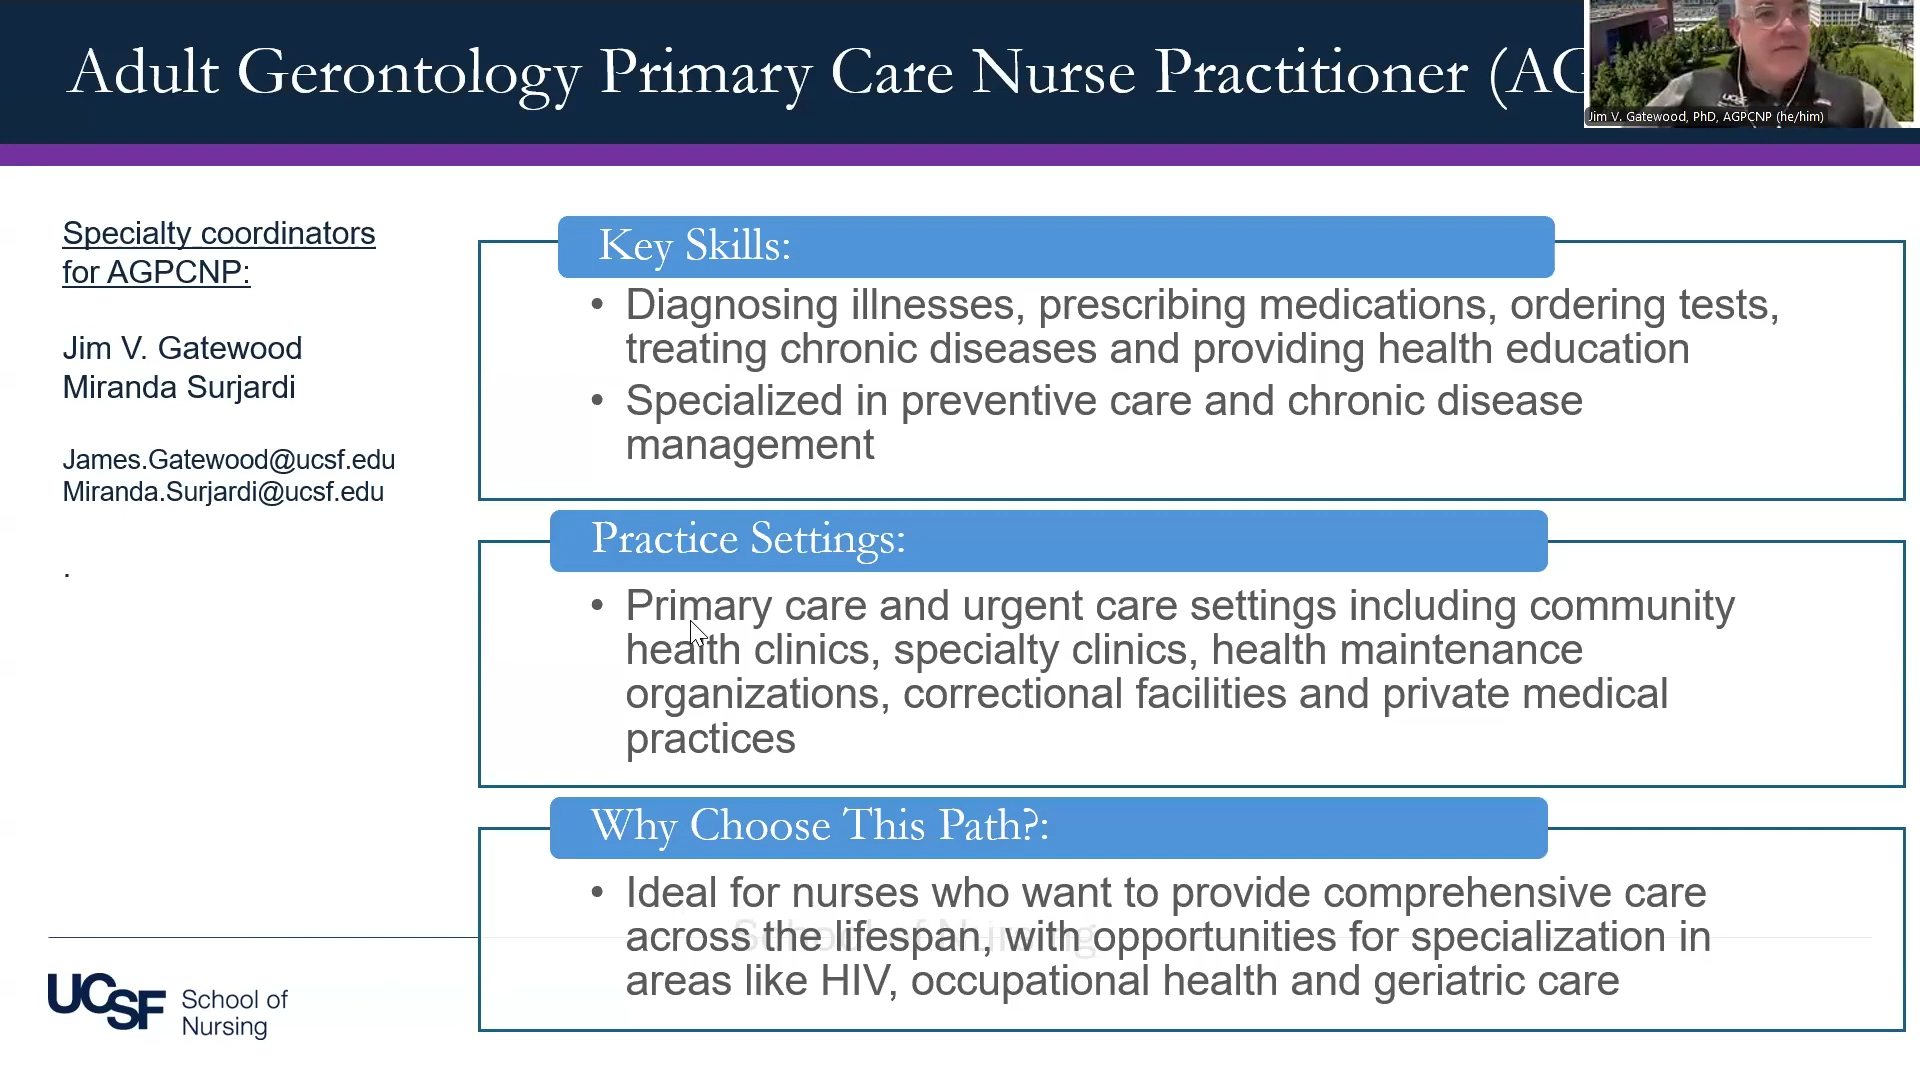 Adult Gerontology Primary Care Nurse Practitioner (AG
Jim V. Gatewood, PhD, AGPCNP (he/him)
UCSF
Specialty coordinators
for AGPCNP:
Jim V. Gatewood
Miranda Surjardi
James.Gatewood@ucsf.edu
Miranda.Surjardi@ucsf.edu
.
Key Skills:
• Diagnosing illnesses, prescribing medications, ordering tests,
treating chronic diseases and providing health education
• Specialized in preventive care and chronic disease
management
Practice Settings:
• Primary care and urgent care settings including community
health clinics, specialty clinics, health maintenance
organizations, correctional facilities and private medical
practices
Why Choose This Path?:
• Ideal for nurses who want to provide comprehensive care
across the lifespan, with opportunities for specialization in
areas like HIV, occupational health and geriatric care
School of Nursing
UCSF
School of
Nursing